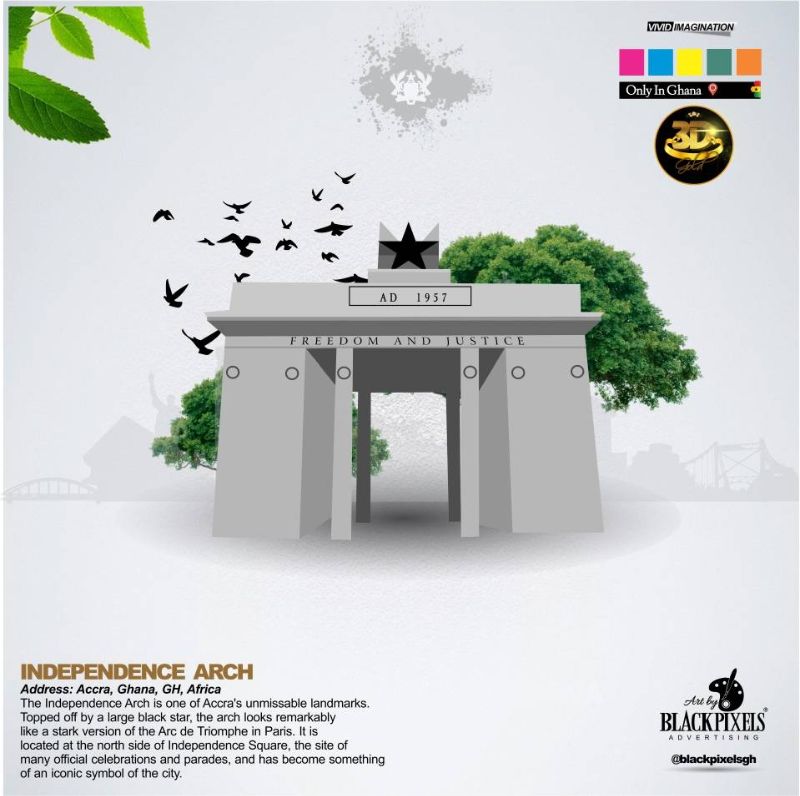 VIVID IMAGINATION
Only In Ghana
3D
Gold
AD 1957
FREEDOM AND JUSTICE
INDEPENDENCE ARCH
Address: Accra, Ghana, GH, Africa
The Independence Arch is one of Accra's unmissable landmarks.
Topped off by a large black star, the arch looks remarkably
like a stark version of the Arc de Triomphe in Paris. It is
located at the north side of Independence Square, the site of
many official celebrations and parades, and has become something
of an iconic symbol of the city.
Art by
BLACKPIXELS®
ADVERTISING
@blackpixelsgh